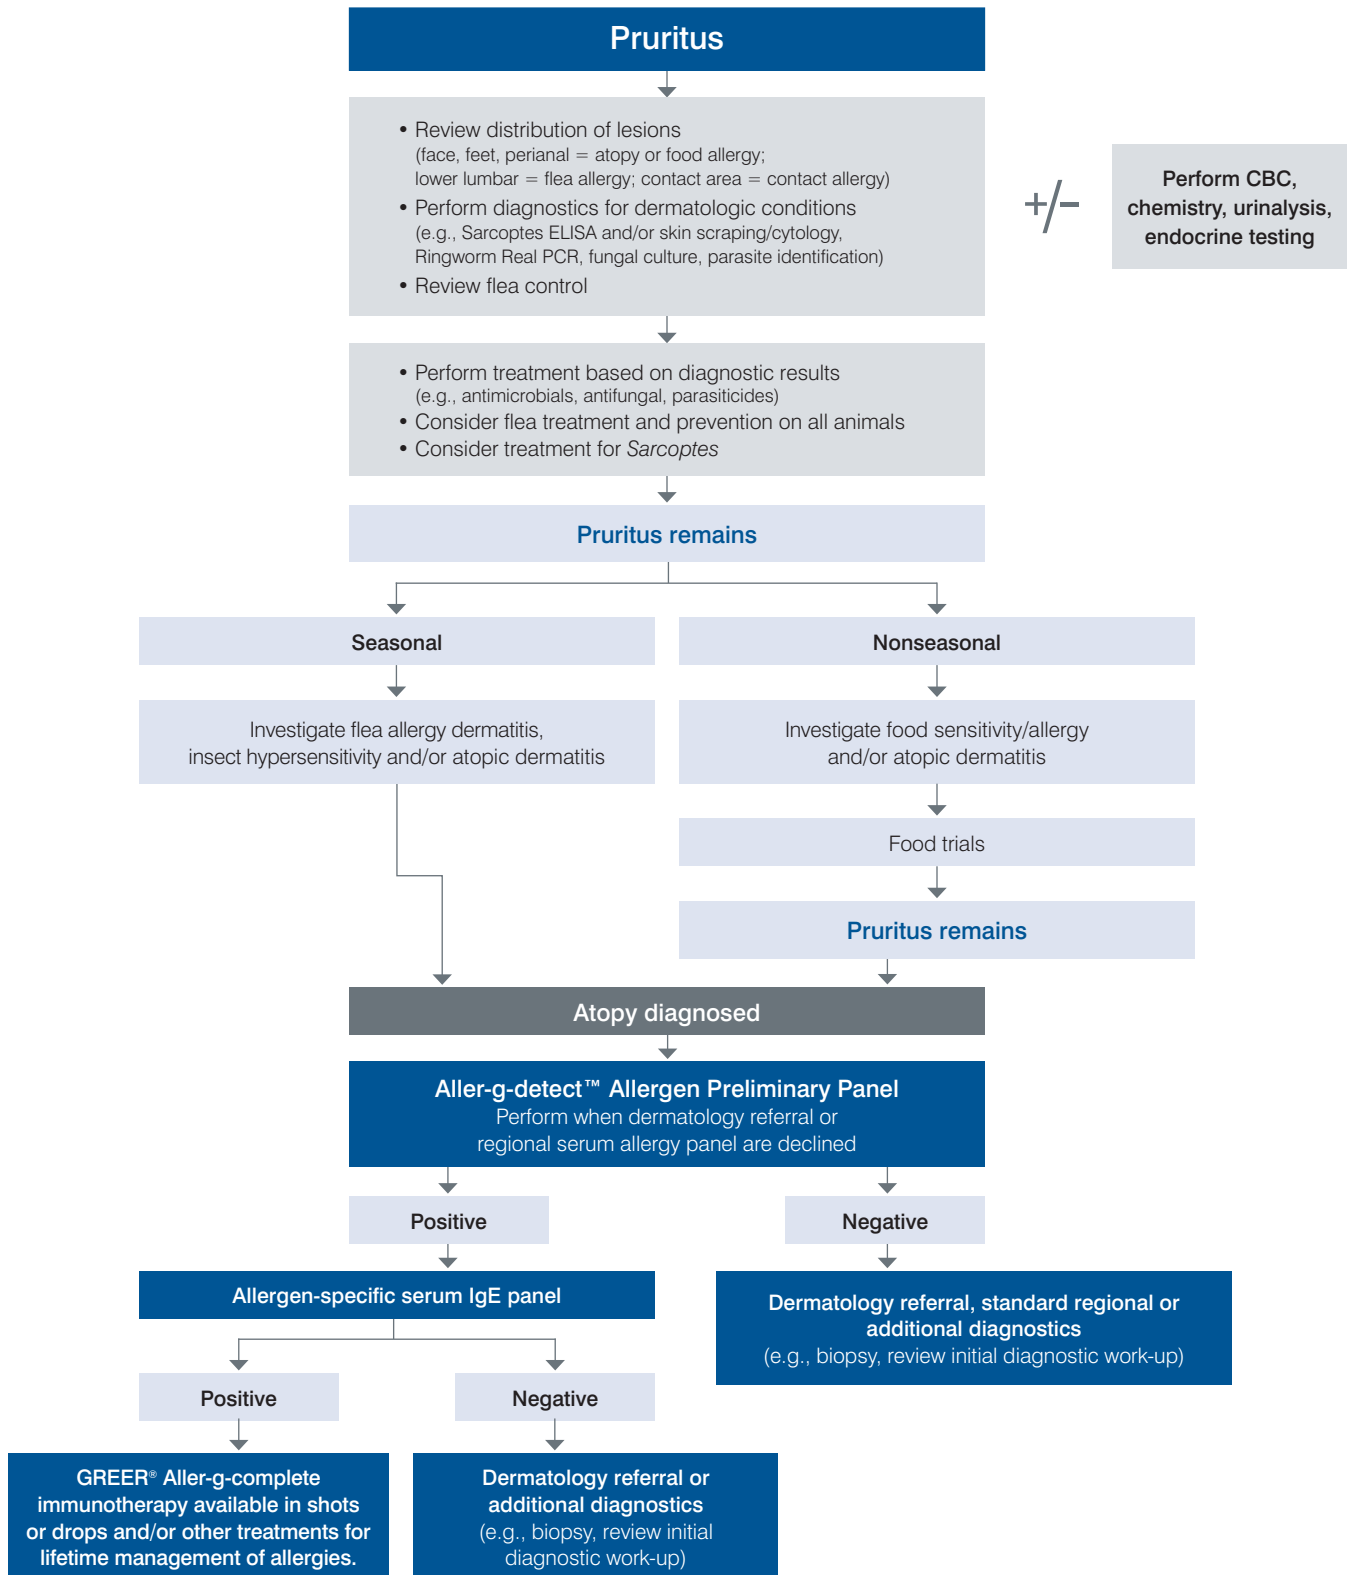 Pruritus
• Review distribution of lesions
(face, feet, perianal = atopy or food allergy;
lower lumbar = flea allergy; contact area = contact allergy)
• Perform diagnostics for dermatologic conditions
(e.g., Sarcoptes ELISA and/or skin scraping/cytology,
Ringworm Real PCR, fungal culture, parasite identification)
• Review flea control
+/–
Perform CBC,
chemistry, urinalysis,
endocrine testing
• Perform treatment based on diagnostic results
(e.g., antimicrobials, antifungal, parasiticides)
• Consider flea treatment and prevention on all animals
• Consider treatment for Sarcoptes
Pruritus remains
Seasonal
Nonseasonal
Investigate flea allergy dermatitis,
insect hypersensitivity and/or atopic dermatitis
Investigate food sensitivity/allergy
and/or atopic dermatitis
Food trials
Pruritus remains
Atopy diagnosed
Aller-g-detect™ Allergen Preliminary Panel
Perform when dermatology referral or
regional serum allergy panel are declined
Positive
Negative
Allergen-specific serum IgE panel
Dermatology referral, standard regional or
additional diagnostics
(e.g., biopsy, review initial diagnostic work-up)
Positive
Negative
GREER® Aller-g-complete
immunotherapy available in shots
or drops and/or other treatments for
lifetime management of allergies.
Dermatology referral or
additional diagnostics
(e.g., biopsy, review initial
diagnostic work-up)